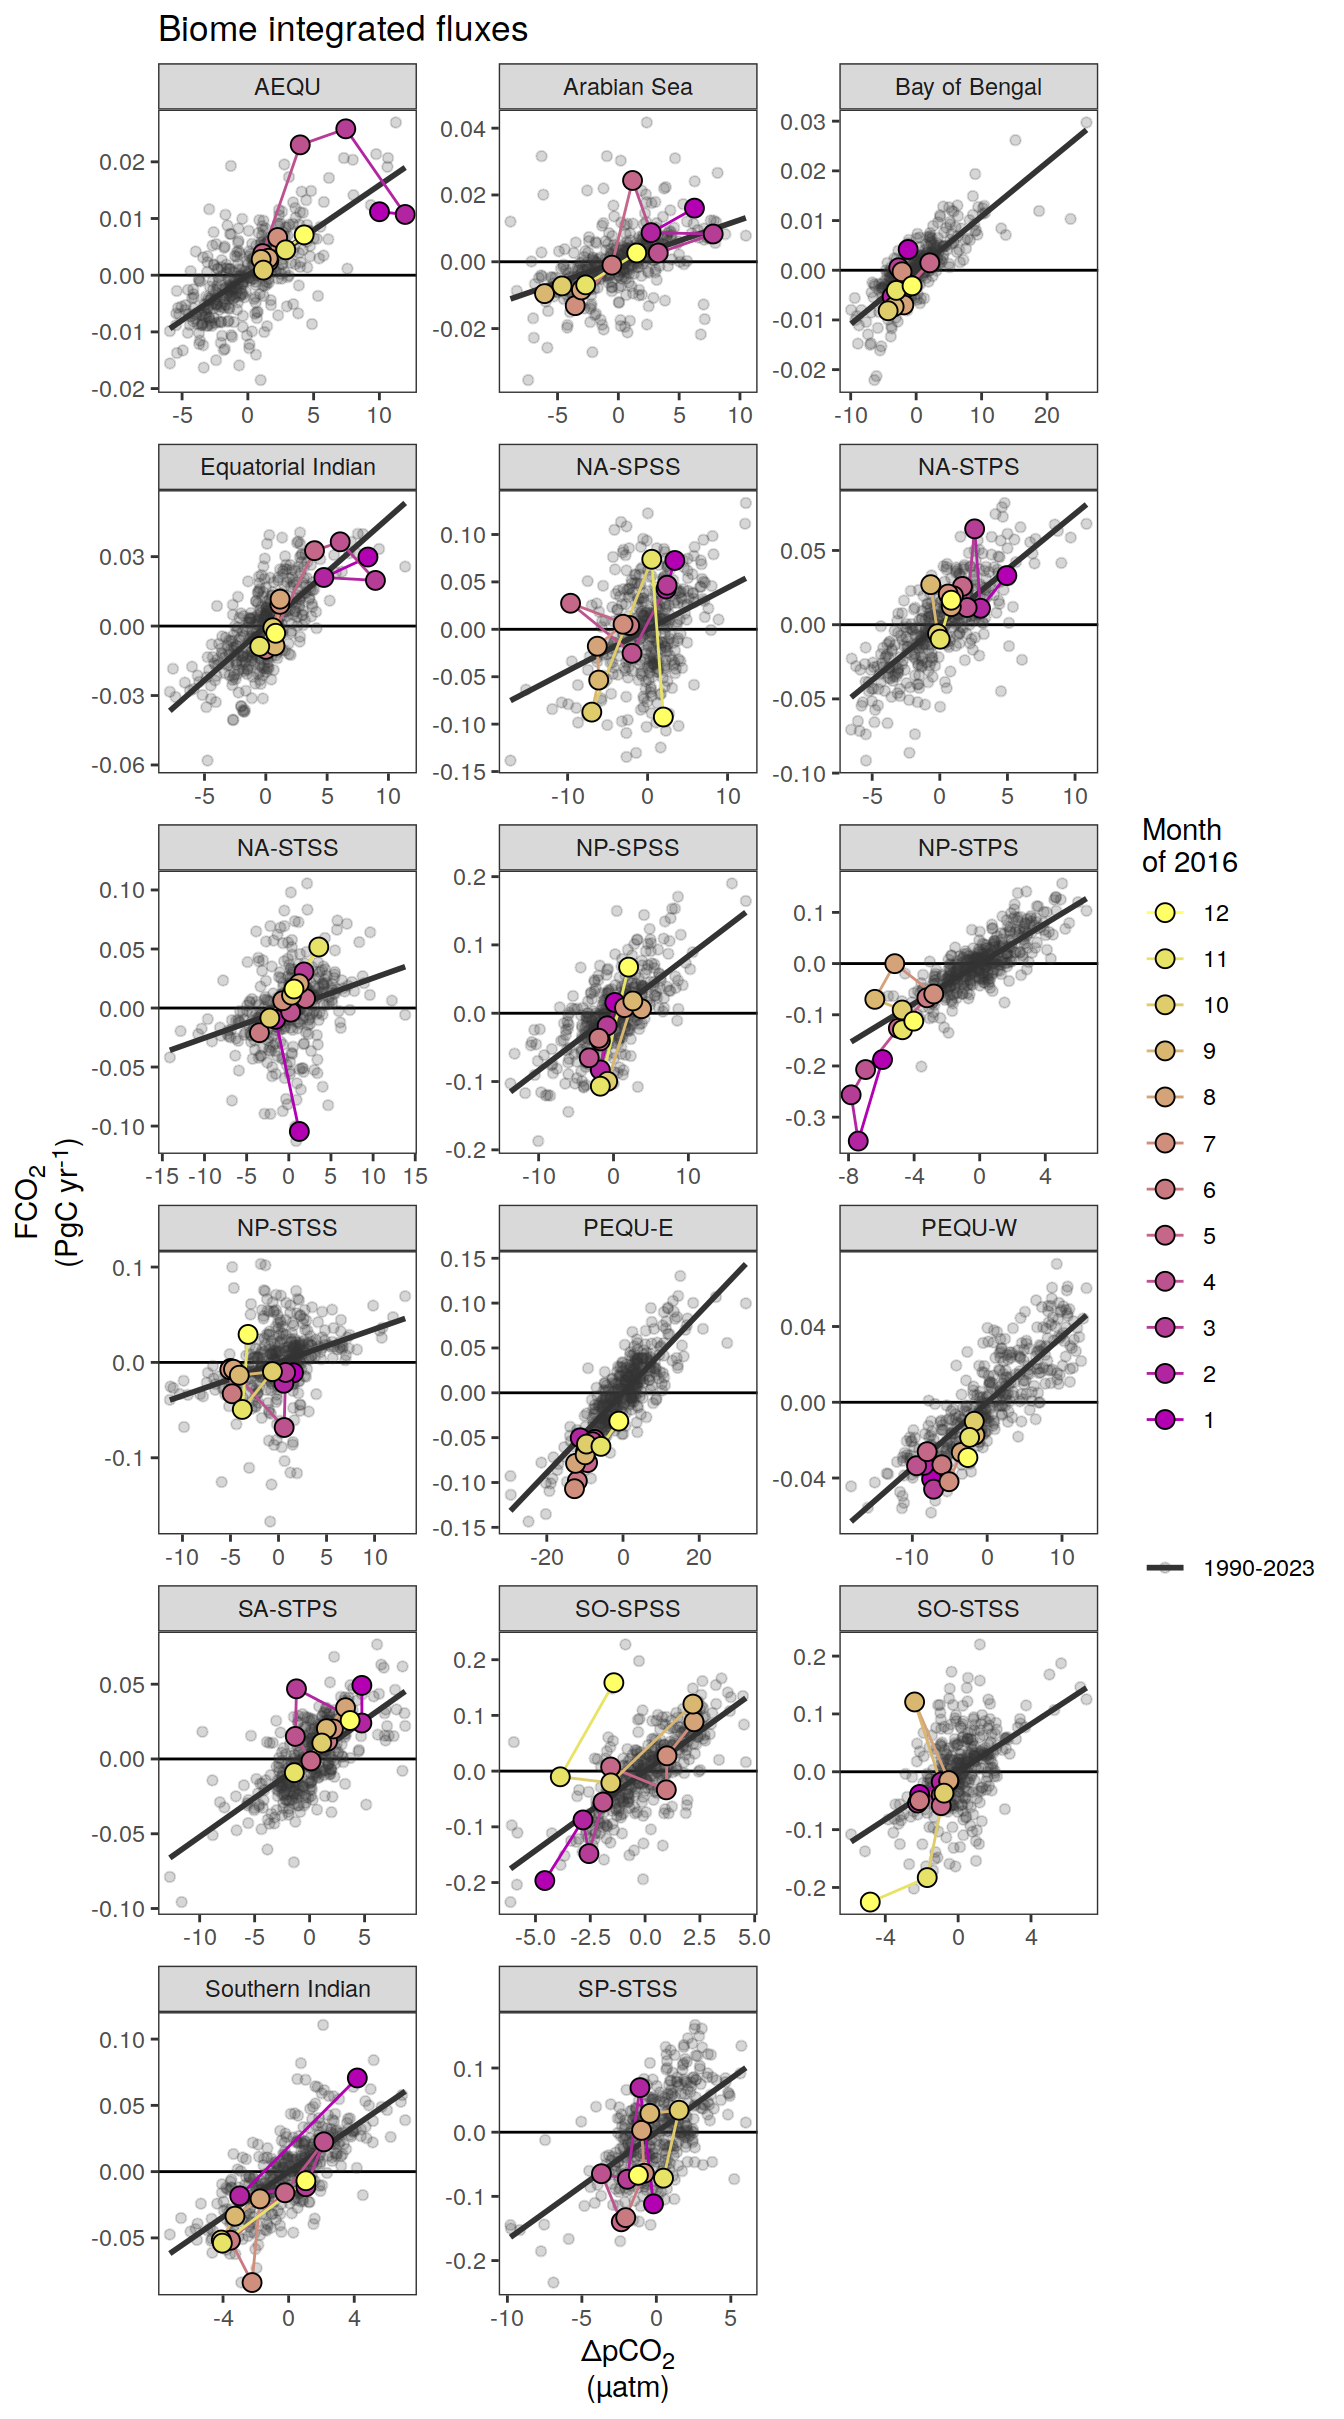 Biome integrated fluxes
AEQU
Arabian Sea
Bay of Bengal
0.02
0.01
0.00
-0.01
-0.02
0.04
0.02
0.00
-0.02
0.03
0.02
0.01
0.00
-0.01
-0.02
-5 0 5 10
-5 0 5 10
-10 0 10 20
Equatorial Indian
NA-SPSS
NA-STPS
0.03
0.00
-0.03
-0.06
0.10
0.05
0.00
-0.05
-0.10
-0.15
0.05
0.00
-0.05
-0.10
-5 0 5 10
-10 0 10
-5 0 5 10
NA-STSS
NP-SPSS
NP-STPS
0.10
0.05
0.00
-0.05
-0.10
0.2
0.1
0.0
-0.1
-0.2
0.1
0.0
-0.1
-0.2
-0.3
-15 -10 -5 0 5 10 15
-10 0 10
-8 -4 0 4
NP-STSS
PEQU-E
PEQU-W
0.1
0.0
-0.1
0.15
0.10
0.05
0.00
-0.05
-0.10
-0.15
0.04
0.00
-0.04
-10 -5 0 5 10
-20 0 20
-10 0 10
SA-STPS
SO-SPSS
SO-STSS
0.05
0.00
-0.05
-0.10
0.2
0.1
0.0
-0.1
-0.2
0.2
0.1
0.0
-0.1
-0.2
-10 -5 0 5
-5.0 -2.5 0.0 2.5 5.0
-4 0 4
Southern Indian
SP-STSS
0.10
0.05
0.00
-0.05
0.1
0.0
-0.1
-0.2
-4 0 4
-10 -5 0 5
FCO2
(PgC yr-1)
ΔpCO2
(µatm)
Month
of 2016
12
11
10
9
8
7
6
5
4
3
2
1
1990-2023